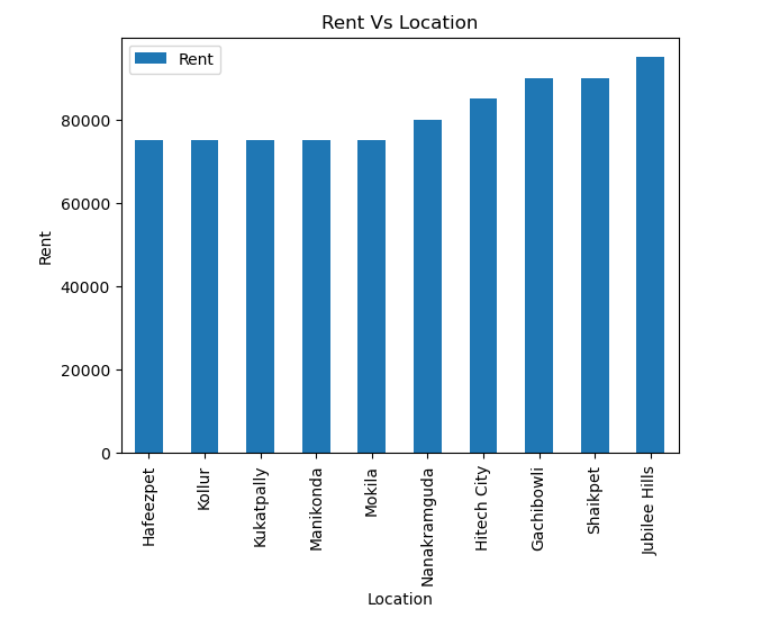 Rent Vs Location
Rent
80000
60000
40000
20000
0
Rent
Hafeezpet
Kollur
Kukatpally
Manikonda
Mokila
Nanakramguda
Hitech City
Gachibowli
Shaikpet
Jubilee Hills
Location